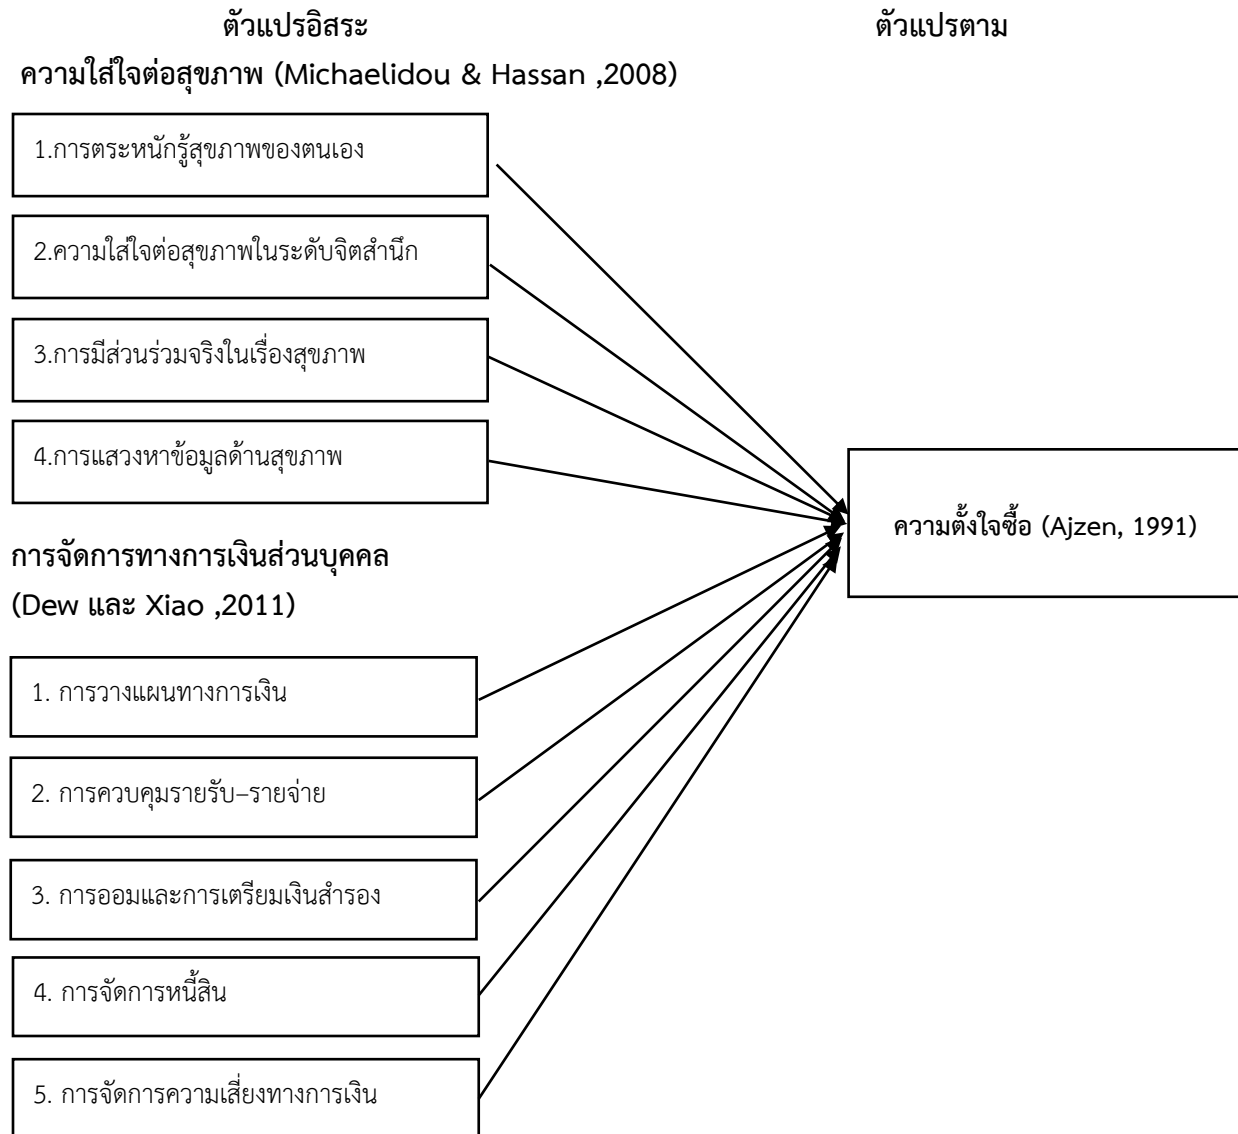 ตัวแปรอิสระ
ตัวแปรตาม
ความใส่ใจต่อสุขภาพ (Michaelidou & Hassan ,2008)
1.การตระหนักรู้สุขภาพของตนเอง
2.ความใส่ใจต่อสุขภาพในระดับจิตสำนึก
3.การมีส่วนร่วมจริงในเรื่องสุขภาพ
4.การแสวงหาข้อมูลด้านสุขภาพ
ความตั้งใจซื้อ (Ajzen, 1991)
การจัดการทางการเงินส่วนบุคคล
(Dew และ Xiao ,2011)
1. การวางแผนทางการเงิน
2. การควบคุมรายรับ–รายจ่าย
3. การออมและการเตรียมเงินสำรอง
4. การจัดการหนี้สิน
5. การจัดการความเสี่ยงทางการเงิน